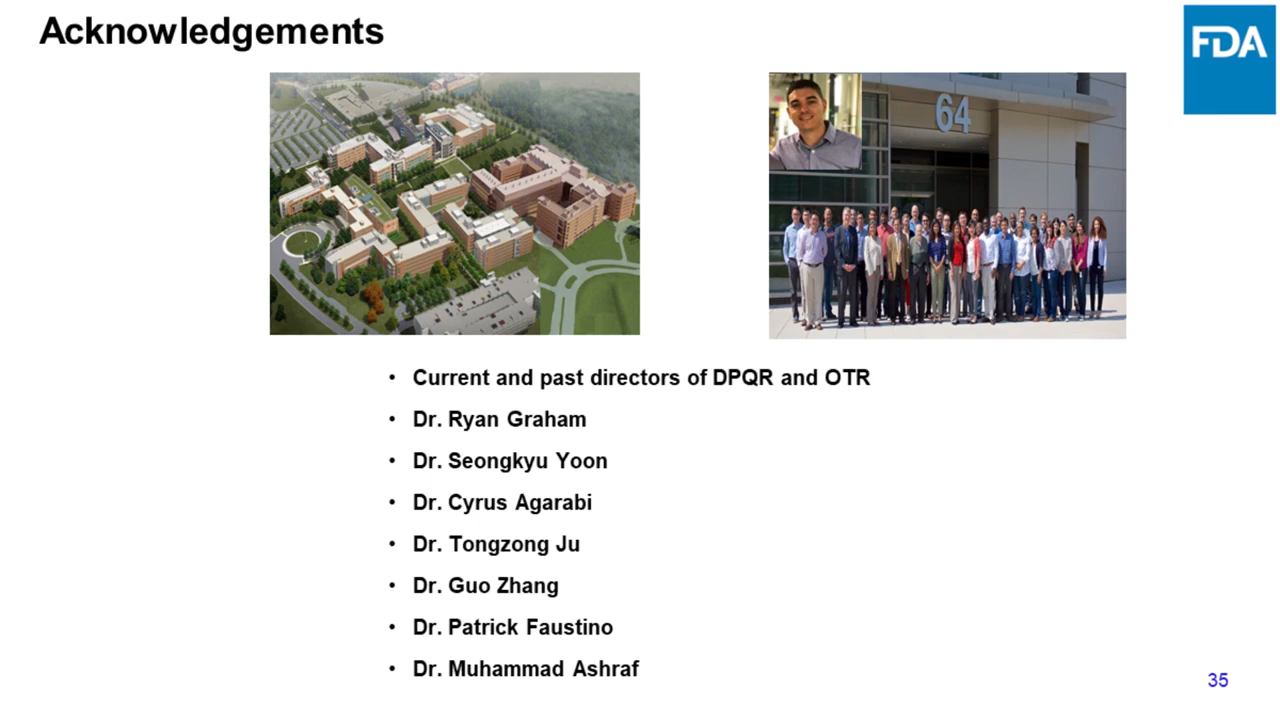 Acknowledgements
FDA
64
• Current and past directors of DPQR and OTR
• Dr. Ryan Graham
• Dr. Seongkyu Yoon
• Dr. Cyrus Agarabi
• Dr. Tongzong Ju
• Dr. Guo Zhang
• Dr. Patrick Faustino
• Dr. Muhammad Ashraf
35